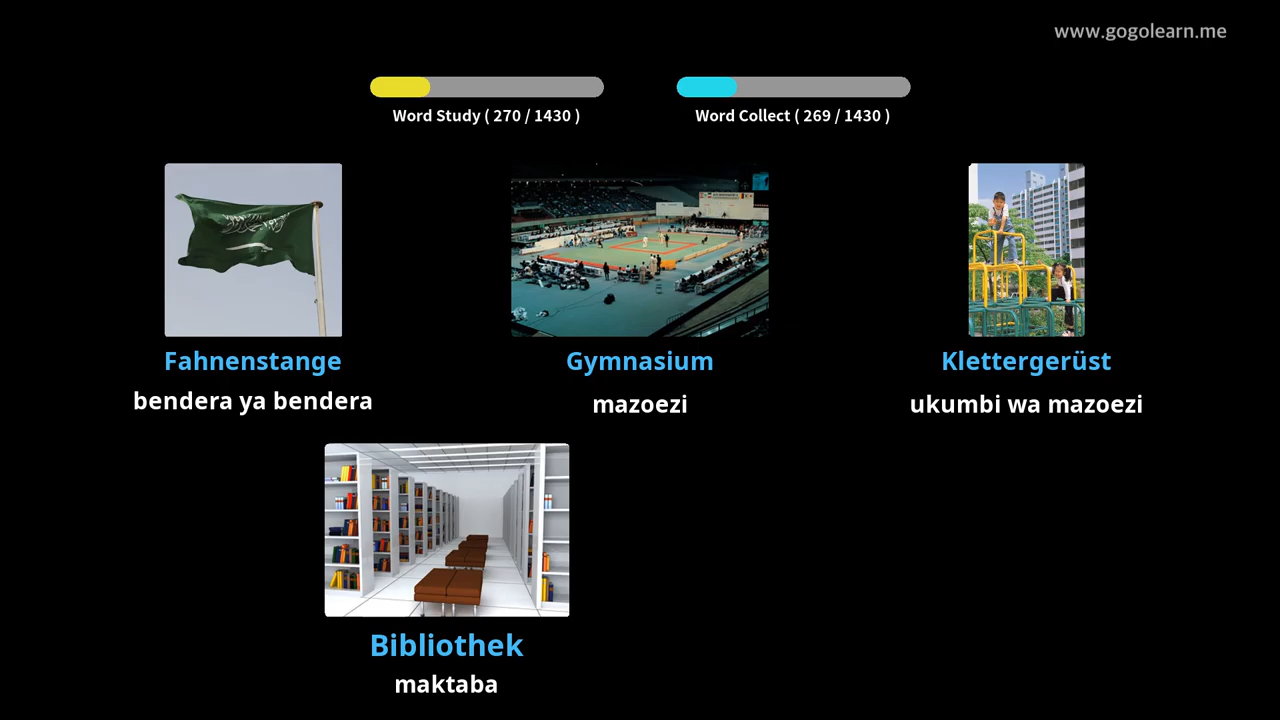 www.gogolearn.me
Word Study ( 270 / 1430 )
Word Collect ( 269 / 1430 )
Fahnenstange
bendera ya bendera
Gymnasium
mazoezi
Klettergerüst
ukumbi wa mazoezi
Bibliothek
maktaba